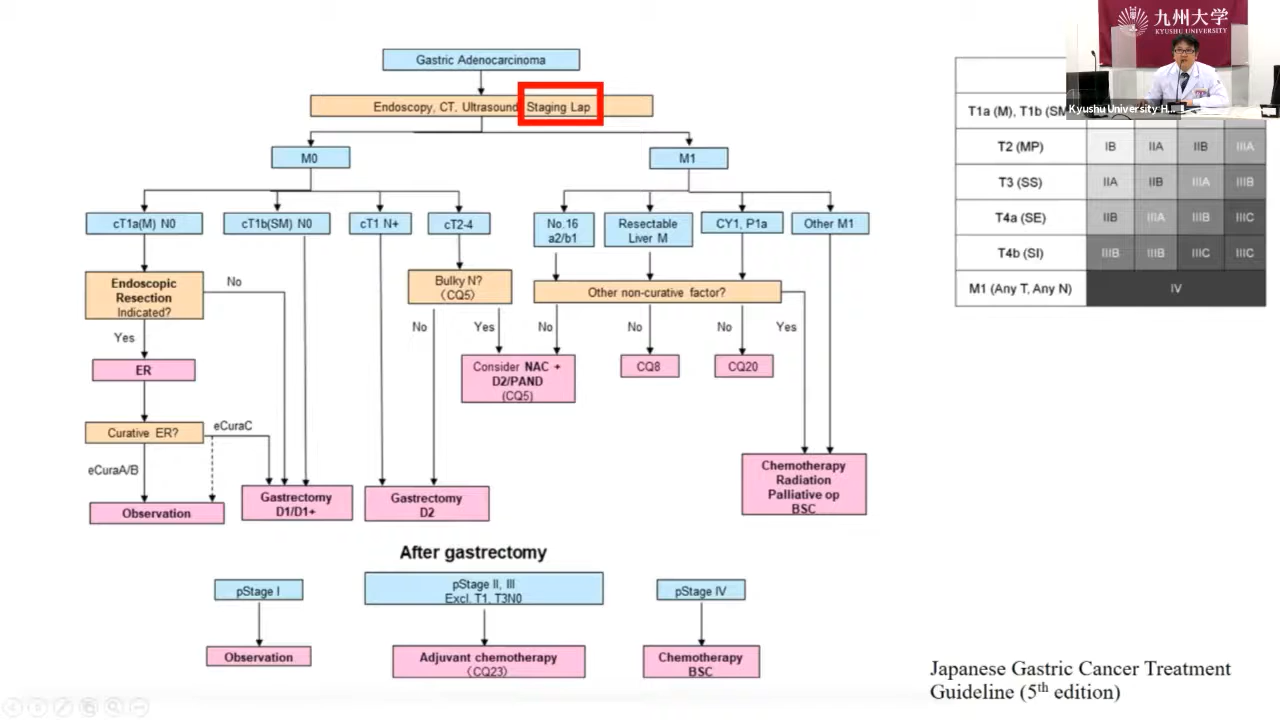 九州大学
KYUSHU UNIVERSITY
Kyushu University H...
Gastric Adenocarcinoma
Endoscopy, CT. Ultrasound Staging Lap
M0
M1
cT1a(M) N0
cT1b(SM) N0
cT1 N+
cT2-4
No.16
a2/b1
Resectable
Liver M
CY1, P1a
Other M1
Endoscopic
Resection
Indicated?
No
Yes
Bulky N?
(CQ5)
Other non-curative factor?
No
Yes
No
No
No
Yes
ER
Consider NAC +
D2/PAND
(CQ5)
CQ8
CQ20
Curative ER?
eCuraC
eCuraA/B
Observation
Gastrectomy
D1/D1+
Gastrectomy
D2
Chemotherapy
Radiation
Palliative op
BSC
After gastrectomy
pStage I
pStage II, III
Excl. T1, T3N0
pStage IV
Observation
Adjuvant chemotherapy
(CQ23)
Chemotherapy
BSC
T1a (M), T1b (SM
T2 (MP) IB IIA IIB IIIA
T3 (SS) IIA IIB IIIA IIIB
T4a (SE) IIB IIIA IIIB IIIC
T4b (SI) IIIB IIIB IIIC IIIC
M1 (Any T, Any N) IV
Japanese Gastric Cancer Treatment
Guideline (5th edition)